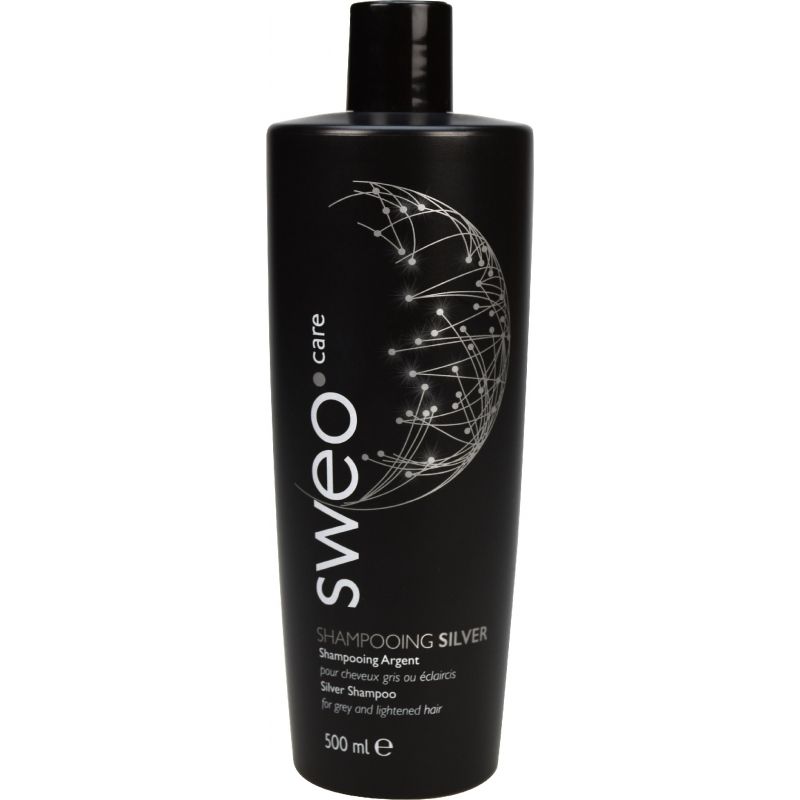 sweo
care
SHAMPOOING SILVER
Shampooing Argent
pour cheveux gris ou éclaircis
Silver Shampoo
for grey and lightened hair
500 ml ℮